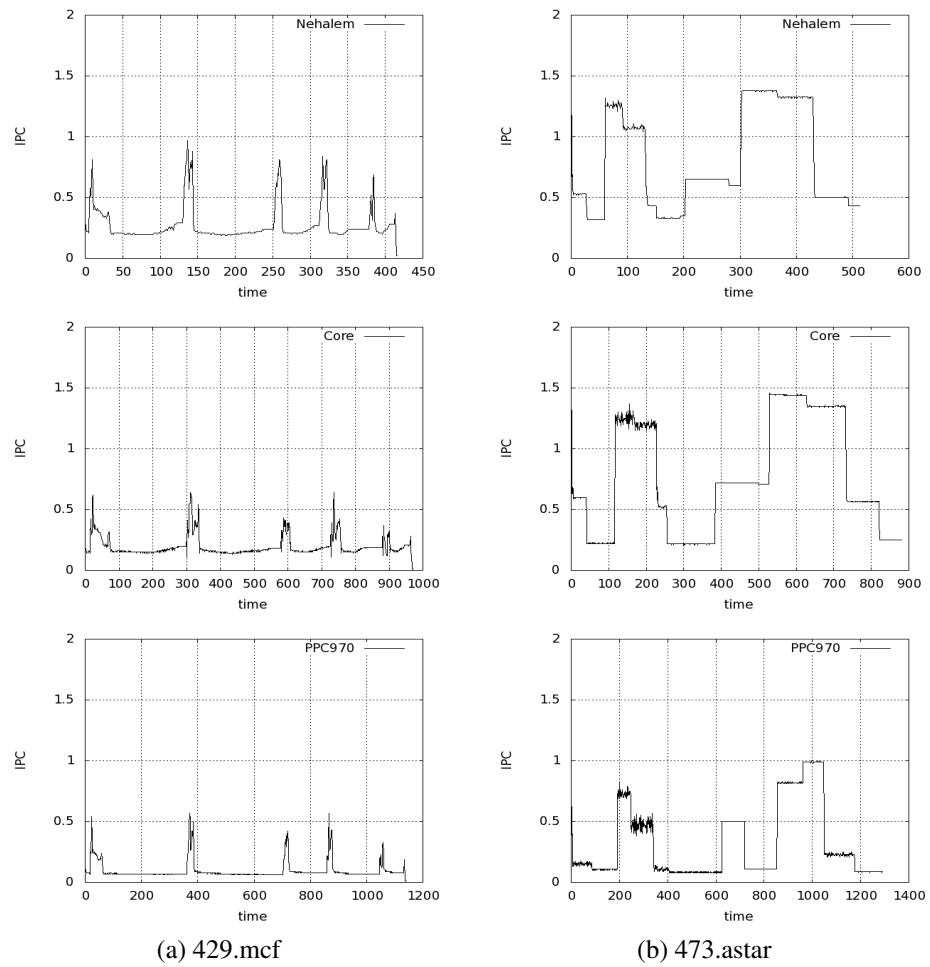 Nehalem
2
1.5
1
0.5
0
IPC
0 50 100 150 200 250 300 350 400 450
time
Nehalem
2
1.5
1
0.5
0
IPC
0 100 200 300 400 500 600
time
Core
2
1.5
1
0.5
0
IPC
0 100 200 300 400 500 600 700 800 900 1000
time
Core
2
1.5
1
0.5
0
IPC
0 100 200 300 400 500 600 700 800 900
time
PPC970
2
1.5
1
0.5
0
IPC
0 200 400 600 800 1000 1200
time
PPC970
2
1.5
1
0.5
0
IPC
0 200 400 600 800 1000 1200 1400
time
(a) 429.mcf
(b) 473.astar